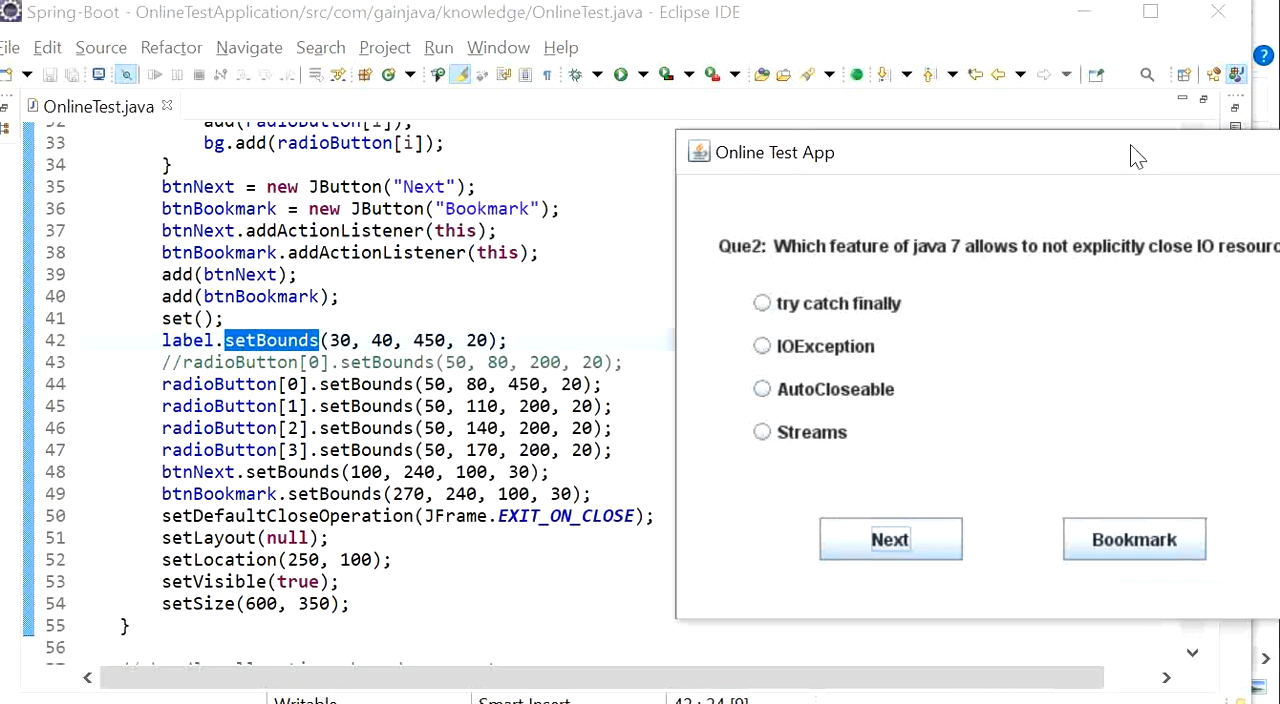 Spring-Boot - OnlineTestApplication/src/com/gainjava/knowledge/OnlineTest.java - Eclipse IDE
File Edit Source Refactor Navigate Search Project Run Window Help
OnlineTest.java
32 add(radioButton[i]);
33 bg.add(radioButton[i]);
34 }
35 btnNext = new JButton("Next");
36 btnBookmark = new JButton("Bookmark");
37 btnNext.addActionListener(this);
38 btnBookmark.addActionListener(this);
39 add(btnNext);
40 add(btnBookmark);
41 set();
42 label.setBounds(30, 40, 450, 20);
43 //radioButton[0].setBounds(50, 80, 200, 20);
44 radioButton[0].setBounds(50, 80, 450, 20);
45 radioButton[1].setBounds(50, 110, 200, 20);
46 radioButton[2].setBounds(50, 140, 200, 20);
47 radioButton[3].setBounds(50, 170, 200, 20);
48 btnNext.setBounds(100, 240, 100, 30);
49 btnBookmark.setBounds(270, 240, 100, 30);
50 setDefaultCloseOperation(JFrame.EXIT_ON_CLOSE);
51 setLayout(null);
52 setLocation(250, 100);
53 setVisible(true);
54 setSize(600, 350);
55 }
56
Online Test App
Que2: Which feature of java 7 allows to not explicitly close IO resourc
try catch finally
IOException
AutoCloseable
Streams
Next Bookmark
Writable Smart Insert 42 : 24 [9]